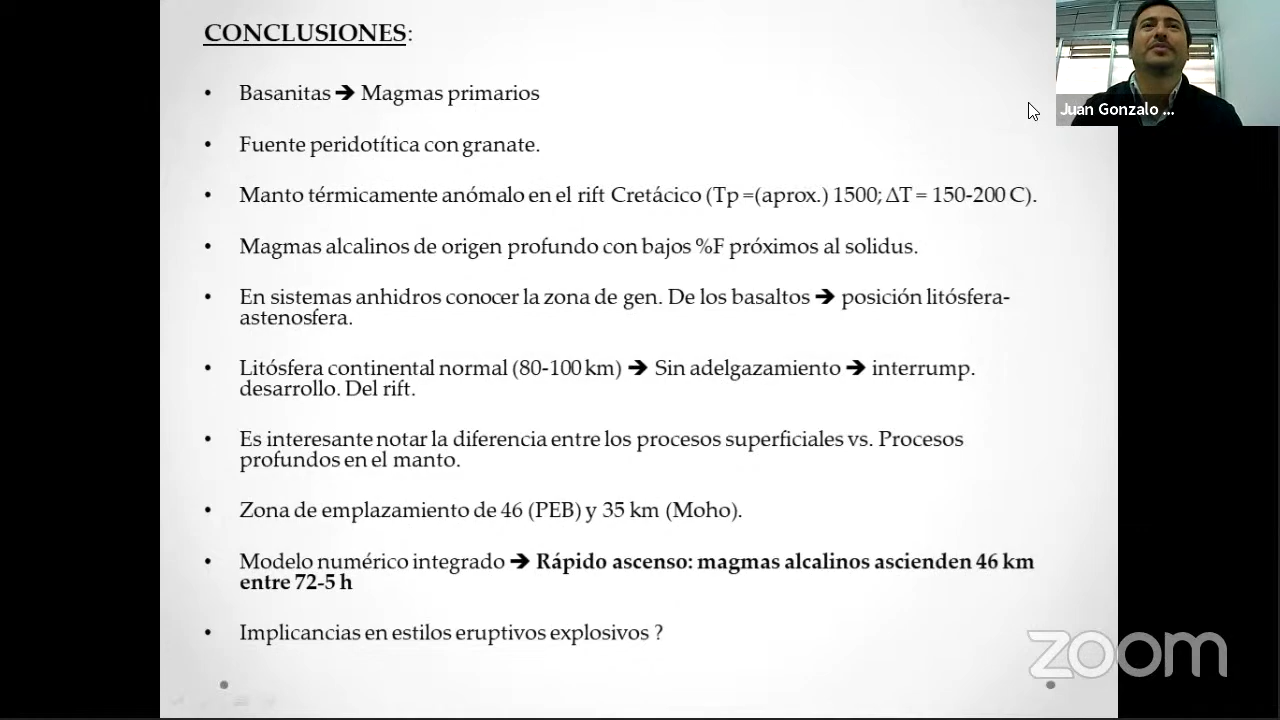 CONCLUSIONES:
• Basanitas ➔ Magmas primarios
• Fuente peridotítica con granate.
• Manto térmicamente anómalo en el rift Cretácico (Tp =(aprox.) 1500; ΔT = 150-200 C).
• Magmas alcalinos de origen profundo con bajos %F próximos al solidus.
• En sistemas anhidros conocer la zona de gen. De los basaltos ➔ posición litósfera-
astenosfera.
• Litósfera continental normal (80-100 km) ➔ Sin adelgazamiento ➔ interrump.
desarrollo. Del rift.
• Es interesante notar la diferencia entre los procesos superficiales vs. Procesos
profundos en el manto.
• Zona de emplazamiento de 46 (PEB) y 35 km (Moho).
• Modelo numérico integrado ➔ Rápido ascenso: magmas alcalinos ascienden 46 km
entre 72-5 h
• Implicancias en estilos eruptivos explosivos ?
Juan Gonzalo ...
zoom